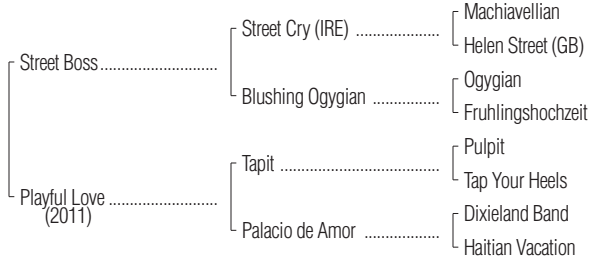 Machiavellian
Street Cry (IRE) ..................
Helen Street (GB)
Street Boss.........................
Ogygian
Blushing Ogygian ................
Fruhlingshochzeit
Pulpit
Tapit ...................................
Tap Your Heels
Playful Love .......................
(2011)
Dixieland Band
Palacio de Amor .................
Haitian Vacation